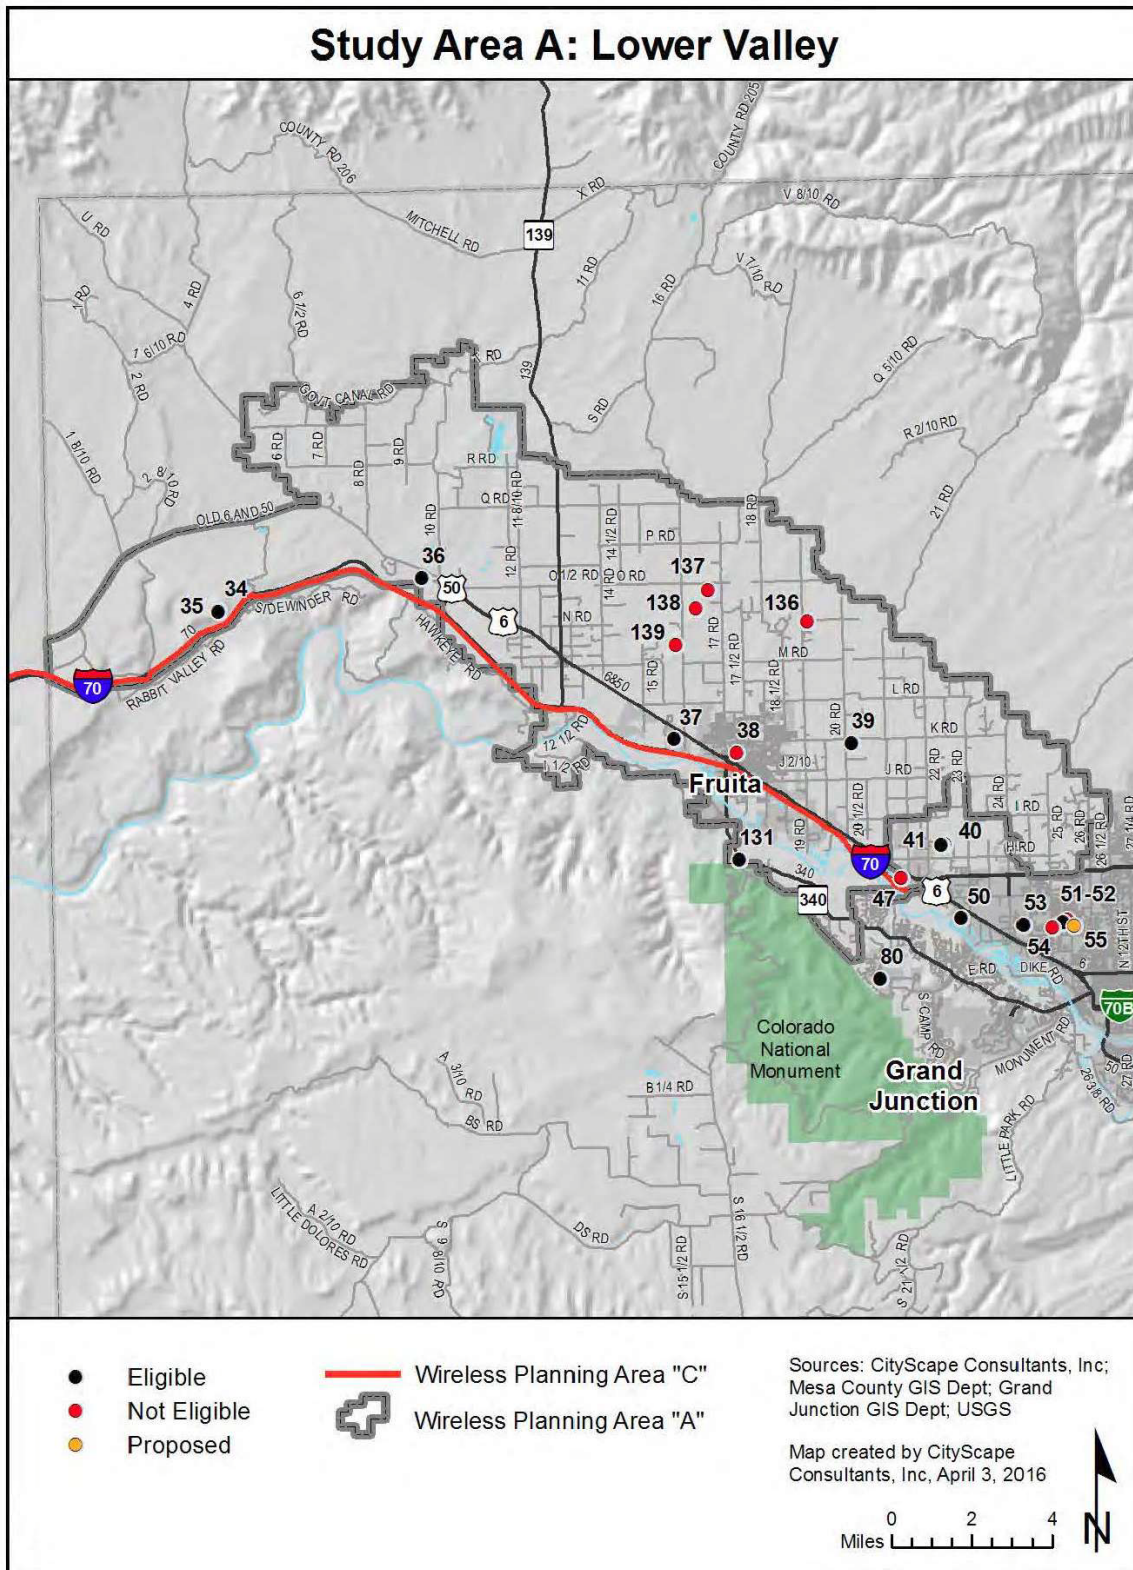 Study Area A: Lower Valley
COUNTY RD 206
COUNTY RD 205
X RD
V 8/10 RD
U RD
MITCHELL RD
139
11 RD
V 7/10 RD
4 RD
6 1/2 RD
16 RD
1 6/10 RD
2 RD
139
Q 5/10 RD
GOVT CANAL RD
S RD
R 2/10 RD
1 8/10 RD
6 RD
7 RD
8 RD
9 RD
R RD
2 8/10 RD
Q RD
11 8/10 RD
21 RD
OLD 6 AND 50
10 RD
14 1/2 RD
P RD
18 RD
36
12 RD
O 1/2 RD
O RD
137
34
50
14 RD
35
SIDEWINDER RD
N RD
138
17 RD
136
70
6
139
M RD
HAWKEYE RD
RABBIT VALLEY RD
70
15 RD
17 1/2 RD
18 1/2 RD
L RD
6&50
37
38
20 RD
39
K RD
12 1/2 RD
J 2/10
J RD
22 RD
23 RD
Fruita
24 RD
I RD
19 RD
20 1/2 RD
25 RD
26 RD
26 1/2 RD
27 1/4 RD
131
41
40
H RD
70
340
340
47
6
50
53
51-52
54
55
N 12TH ST
80
E RD
DIKE RD
6
70B
S CAMP RD
MONUMENT RD
Colorado
National
Monument
Grand
Junction
50
27 RD
26 3/8 RD
A 3/10 RD
BS RD
B 1/4 RD
LITTLE PARK RD
A 2/10 RD
LITTLE DOLORES RD
S 9 8/10 RD
DS RD
S 15 1/2 RD
S 16 1/2 RD
S 21 1/2 RD
Eligible
Not Eligible
Proposed
Wireless Planning Area "C"
Wireless Planning Area "A"
Sources: CityScape Consultants, Inc;
Mesa County GIS Dept; Grand
Junction GIS Dept; USGS
Map created by CityScape
Consultants, Inc, April 3, 2016
0 2 4
Miles
N